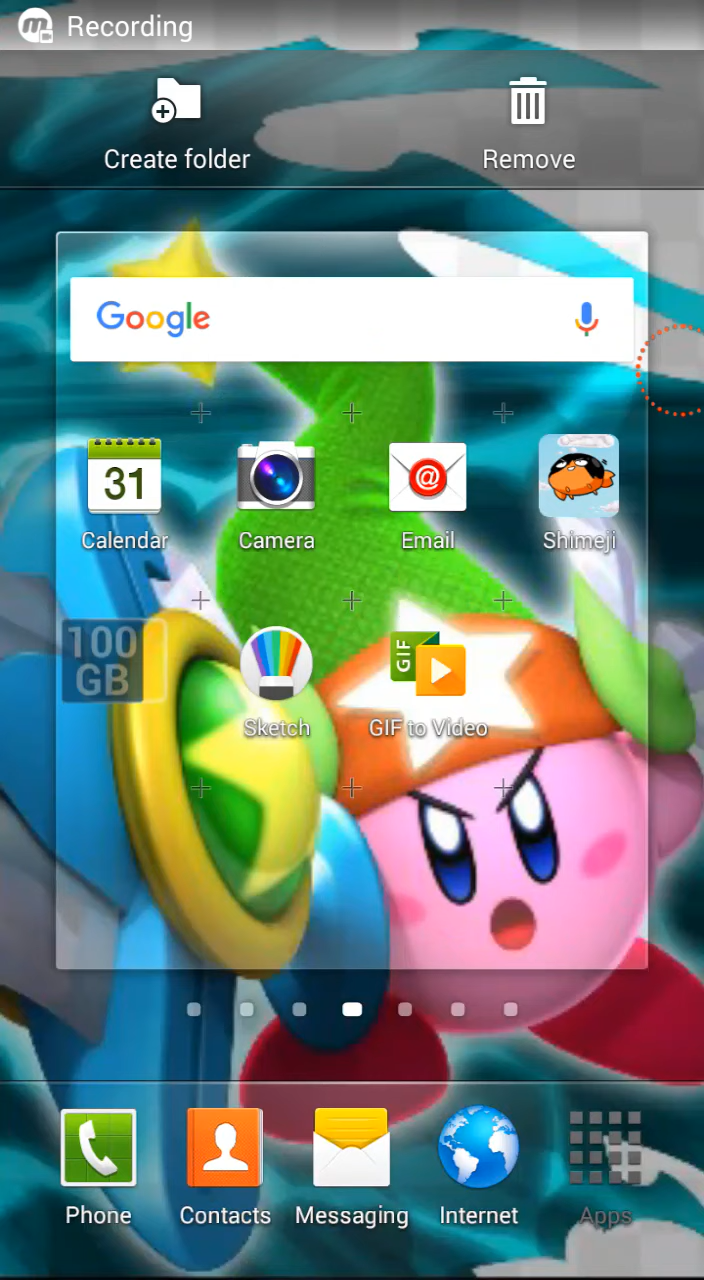 Recording
Create folder
Remove
Google
31
@
Calendar
Camera
Email
Shimeji
100
GB
GIF
Sketch
GIF to Video
Phone
Contacts
Messaging
Internet
Apps